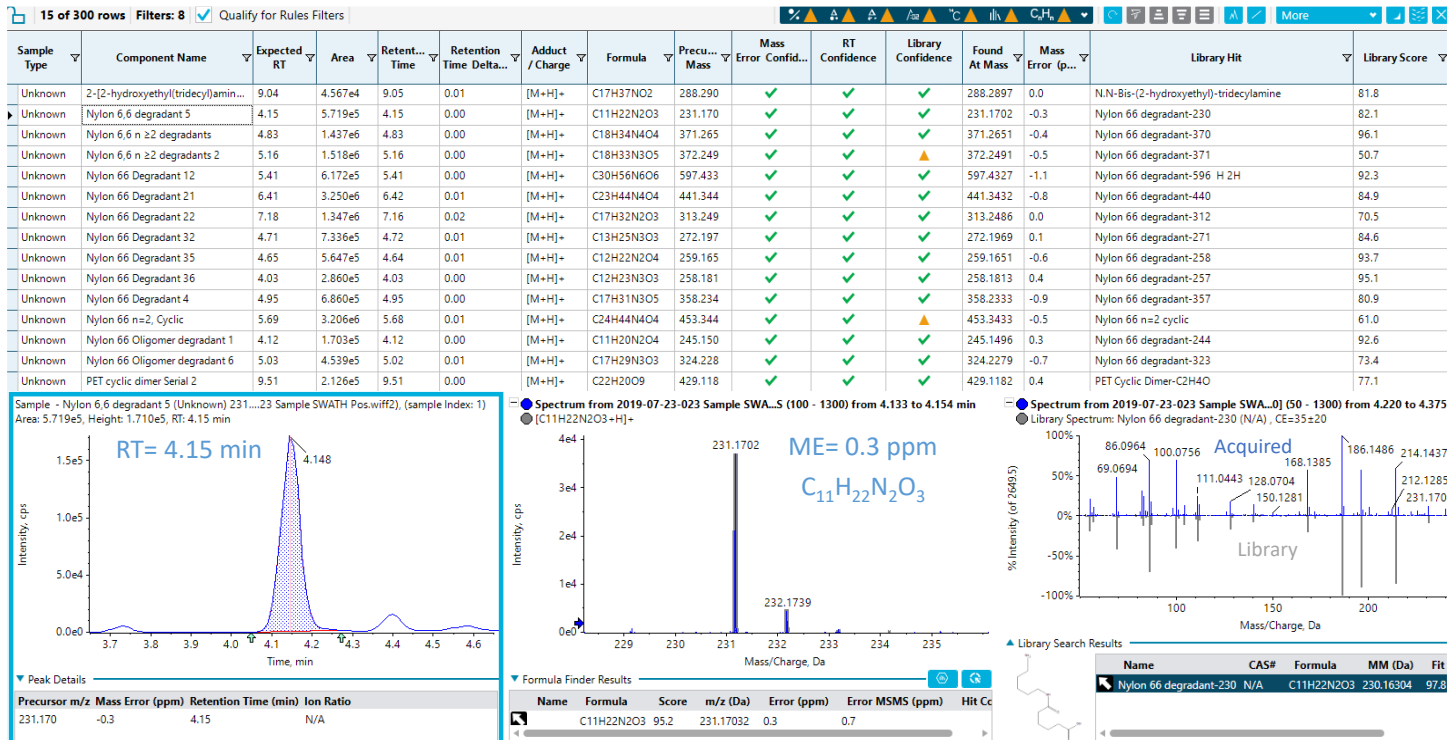 15 of 300 rows Filters: 8 Qualify for Rules Filters More
Sample Type Component Name Expected RT Area Retent... Time Retention Time Delta... Adduct / Charge Formula Precu... Mass Mass Error Confid... RT Confidence Library Confidence Found At Mass Mass Error (p... Library Hit Library Score
Unknown 2-[2-hydroxyethyl(tridecyl)amin... 9.04 4.567e4 9.05 0.01 [M+H]+ C17H37NO2 288.290 288.2897 0.0 N.N-Bis-(2-hydroxyethyl)-tridecylamine 81.8
Unknown Nylon 6,6 degradant 5 4.15 5.719e5 4.15 0.00 [M+H]+ C11H22N2O3 231.170 231.1702 -0.3 Nylon 66 degradant-230 82.1
Unknown Nylon 6,6 n ≥2 degradants 4.83 1.437e6 4.83 0.00 [M+H]+ C18H34N4O4 371.265 371.2651 -0.4 Nylon 66 degradant-370 96.1
Unknown Nylon 6,6 n ≥2 degradants 2 5.16 1.518e6 5.16 0.00 [M+H]+ C18H33N3O5 372.249 372.2491 -0.5 Nylon 66 degradant-371 50.7
Unknown Nylon 66 Degradant 12 5.41 6.172e5 5.41 0.00 [M+H]+ C30H56N6O6 597.433 597.4327 -1.1 Nylon 66 degradant-596 H 2H 92.3
Unknown Nylon 66 Degradant 21 6.41 3.250e6 6.42 0.01 [M+H]+ C23H44N4O4 441.344 441.3432 -0.8 Nylon 66 degradant-440 84.9
Unknown Nylon 66 Degradant 22 7.18 1.347e6 7.16 0.02 [M+H]+ C17H32N2O3 313.249 313.2486 0.0 Nylon 66 degradant-312 70.5
Unknown Nylon 66 Degradant 32 4.71 7.336e5 4.72 0.01 [M+H]+ C13H25N3O3 272.197 272.1969 0.1 Nylon 66 degradant-271 84.6
Unknown Nylon 66 Degradant 35 4.65 5.647e5 4.64 0.01 [M+H]+ C12H22N2O4 259.165 259.1651 -0.6 Nylon 66 degradant-258 93.7
Unknown Nylon 66 Degradant 36 4.03 2.860e5 4.03 0.00 [M+H]+ C12H23N3O3 258.181 258.1813 0.4 Nylon 66 degradant-257 95.1
Unknown Nylon 66 Degradant 4 4.95 6.860e5 4.95 0.00 [M+H]+ C17H31N3O5 358.234 358.2333 -0.9 Nylon 66 degradant-357 80.9
Unknown Nylon 66 n=2, Cyclic 5.69 3.206e6 5.68 0.01 [M+H]+ C24H44N4O4 453.344 453.3433 -0.5 Nylon 66 n=2 cyclic 61.0
Unknown Nylon 66 Oligomer degradant 1 4.12 1.703e5 4.12 0.00 [M+H]+ C11H20N2O4 245.150 245.1496 0.3 Nylon 66 degradant-244 92.6
Unknown Nylon 66 Oligomer degradant 6 5.03 4.539e5 5.02 0.01 [M+H]+ C17H29N3O3 324.228 324.2279 -0.7 Nylon 66 degradant-323 73.4
Unknown PET cyclic dimer Serial 2 9.51 2.126e5 9.51 0.00 [M+H]+ C22H20O9 429.118 429.1182 0.4 PET Cyclic Dimer-C2H4O 77.1
Sample - Nylon 6,6 degradant 5 (Unknown) 231....23 Sample SWATH Pos.wiff2), (sample Index: 1)
Area: 5.719e5, Height: 1.710e5, RT: 4.15 min
RT= 4.15 min
4.148
Intensity, cps
1.5e5
1.0e5
5.0e4
0.0e0
3.7 3.8 3.9 4.0 4.1 4.2 4.3 4.4 4.5 4.6
Time, min
Peak Details
Precursor m/z Mass Error (ppm) Retention Time (min) Ion Ratio
231.170 -0.3 4.15 N/A
Spectrum from 2019-07-23-023 Sample SWA...S (100 - 1300) from 4.133 to 4.154 min
[C11H22N2O3+H]+
ME= 0.3 ppm
C₁₁H₂₂N₂O₃
231.1702
232.1739
Intensity, cps
4e4
3e4
2e4
1e4
0e0
229 230 231 232 233 234 235
Mass/Charge, Da
Formula Finder Results
Name Formula Score m/z (Da) Error (ppm) Error MSMS (ppm) Hit Cc
C11H22N2O3 95.2 231.17032 0.3 0.7
Spectrum from 2019-07-23-023 Sample SWA...0] (50 - 1300) from 4.220 to 4.375
Library Spectrum: Nylon 66 degradant-230 (N/A) , CE=35±20
Acquired
Library
69.0694 86.0964 100.0756 111.0443 128.0704 150.1281 168.1385 186.1486 214.1437 212.1285 231.170
% Intensity (of 2649.5)
100%
50%
0%
-50%
-100%
100 150 200
Mass/Charge, Da
Library Search Results
Name CAS# Formula MM (Da) Fit
Nylon 66 degradant-230 N/A C11H22N2O3 230.16304 97.8